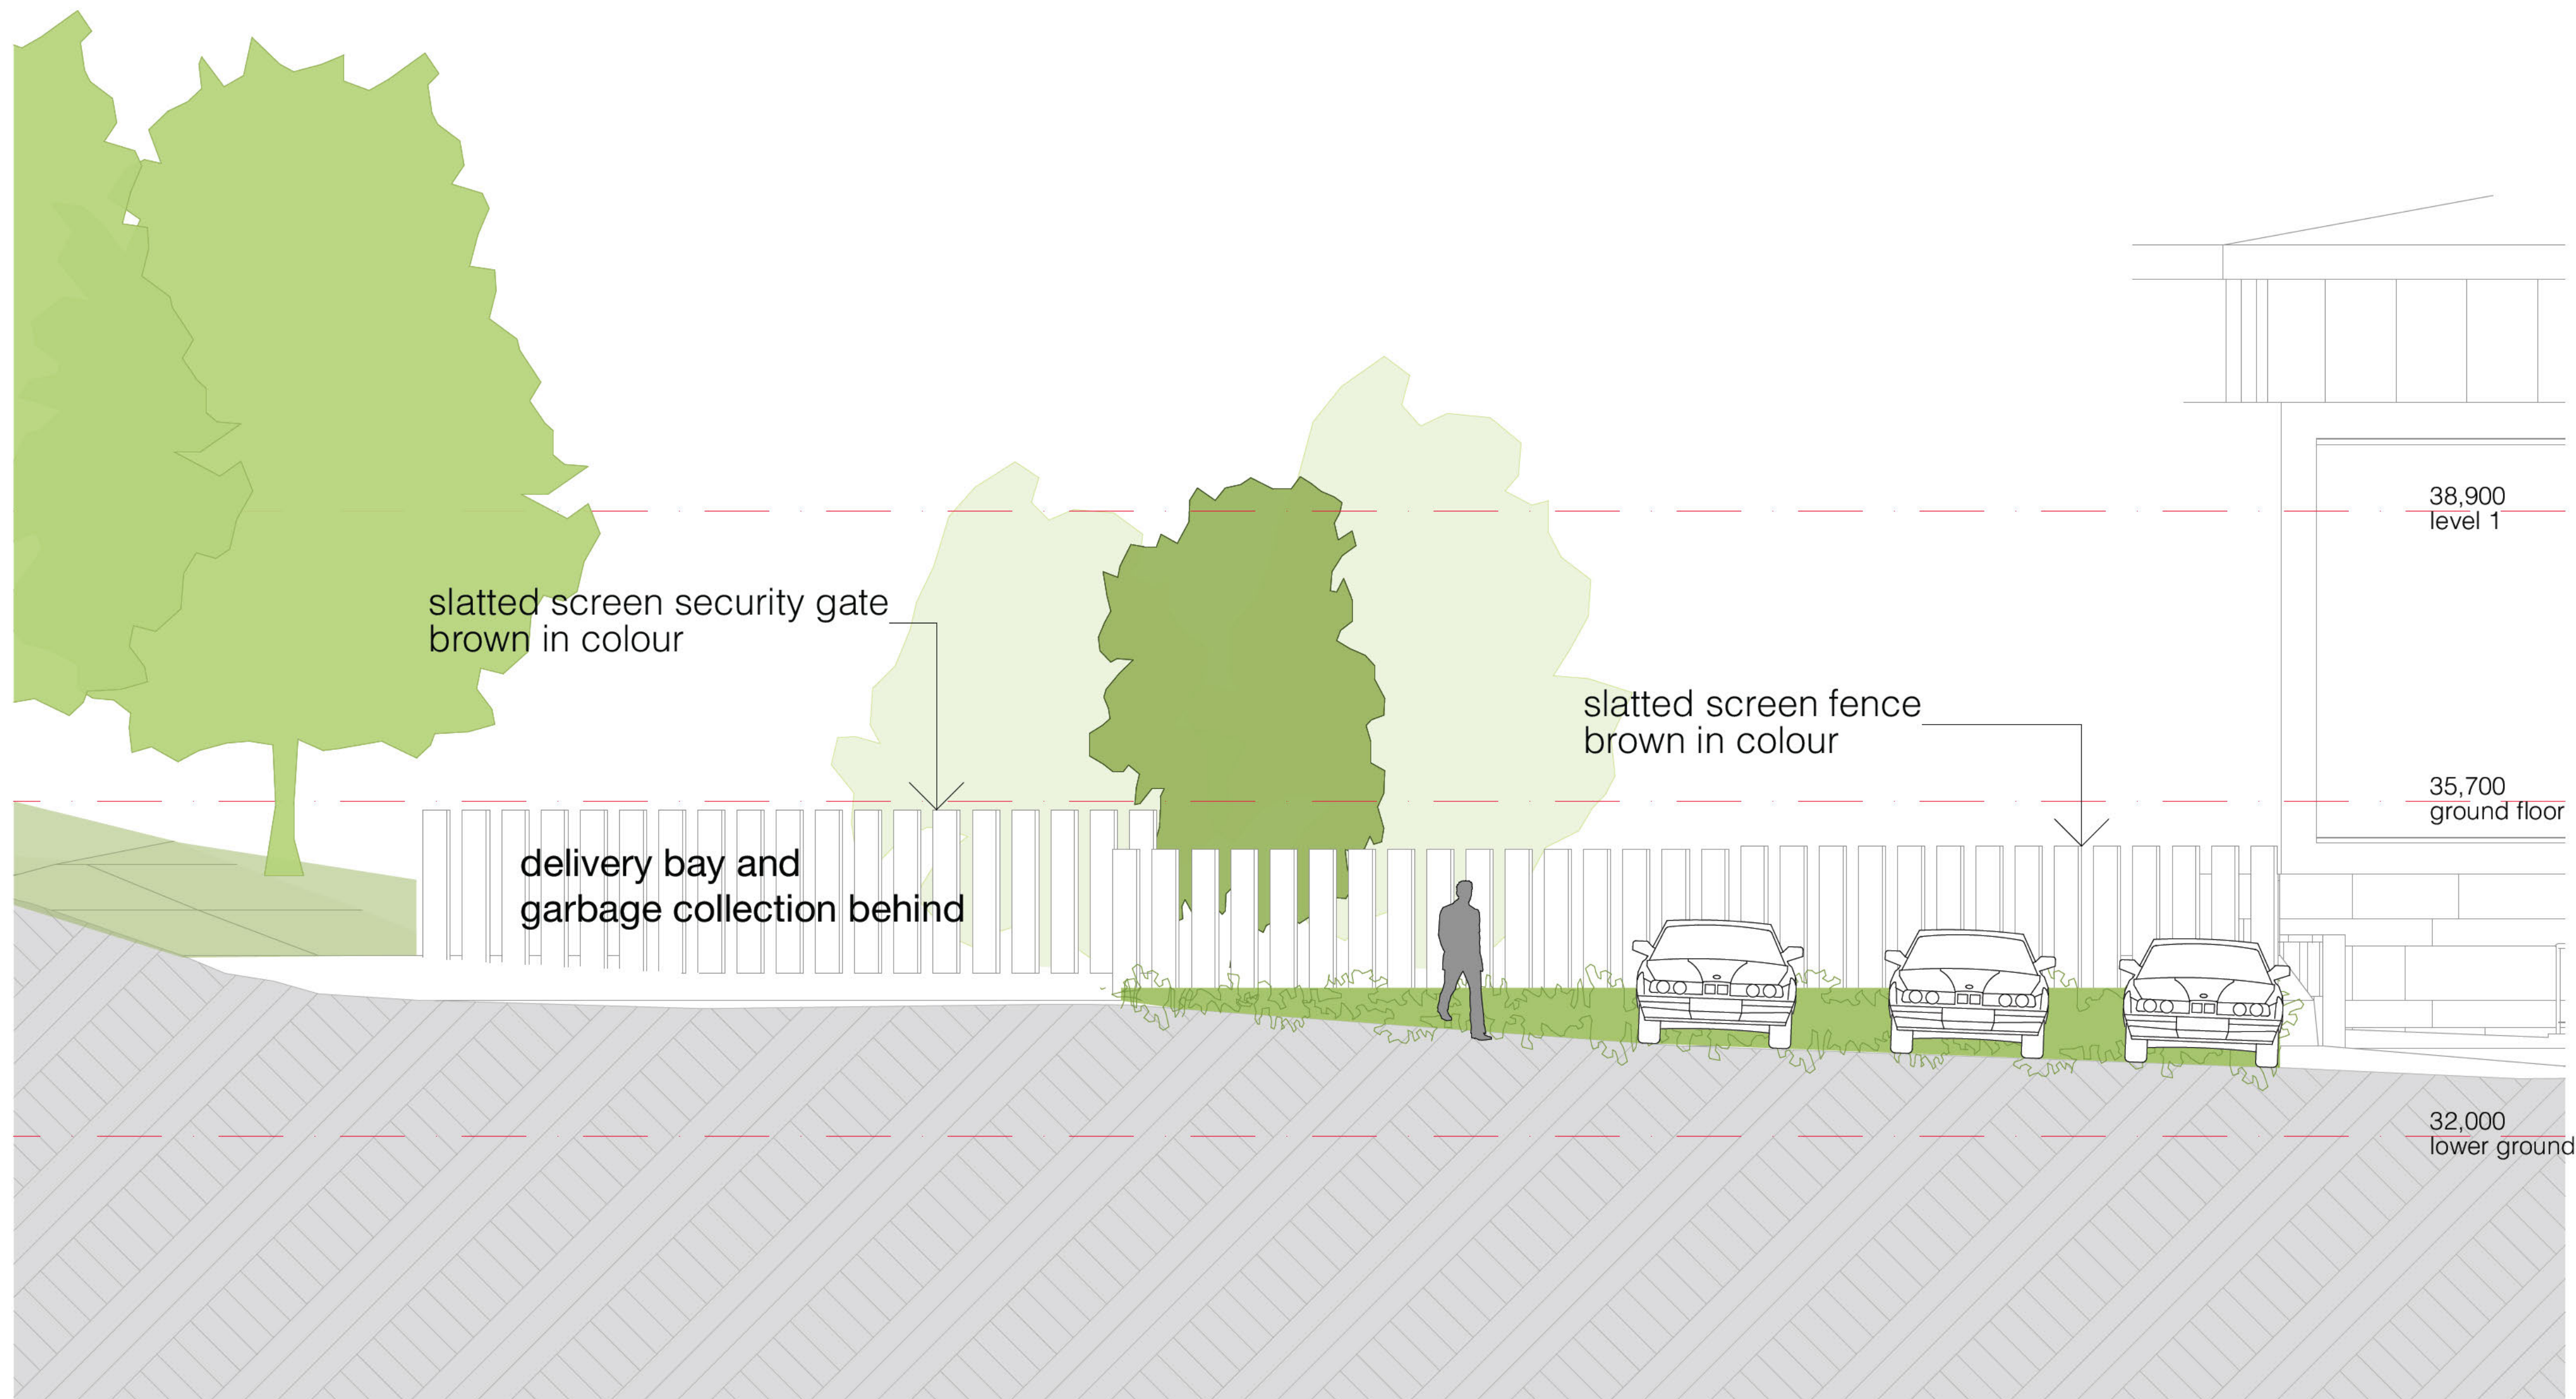 38,900
level 1
slatted screen security gate
brown in colour
slatted screen fence
brown in colour
35,700
ground floor
delivery bay and
garbage collection behind
32,000
lower ground